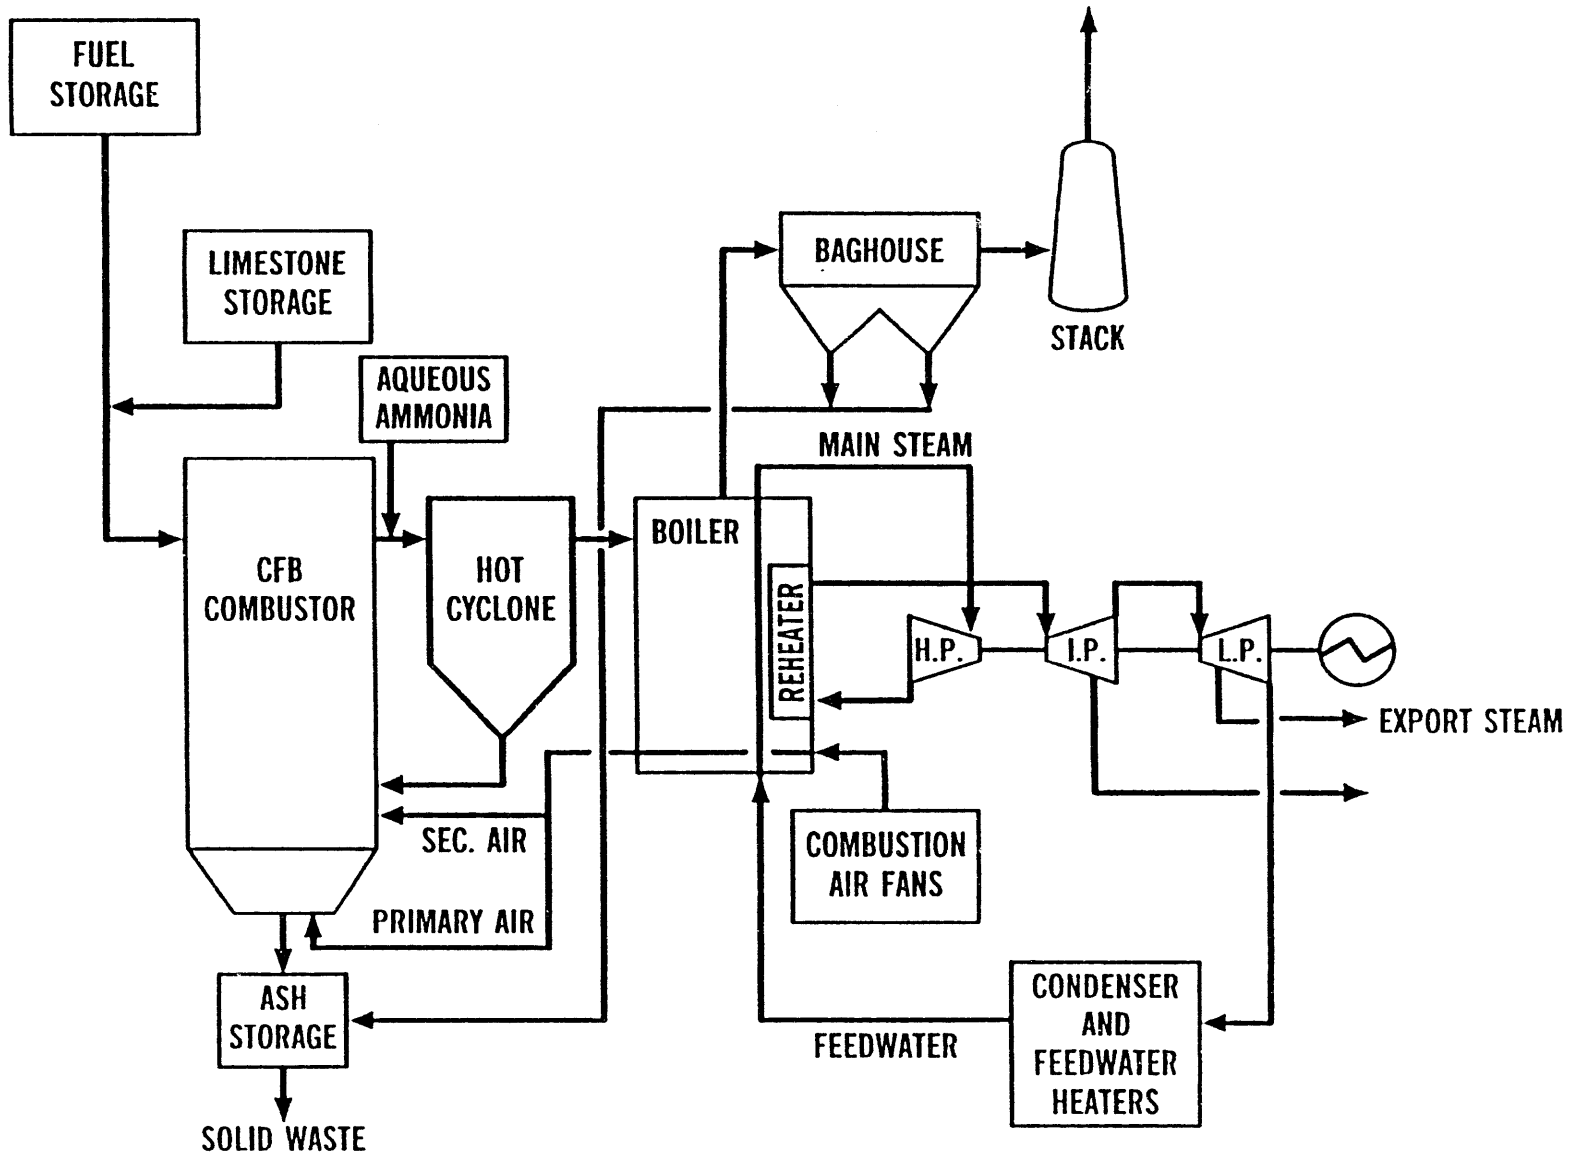 FUEL
STORAGE
LIMESTONE
STORAGE
AQUEOUS
AMMONIA
BAGHOUSE
STACK
MAIN STEAM
BOILER
CFB
COMBUSTOR
HOT
CYCLONE
REHEATER
H.P.
I.P.
L.P.
EXPORT STEAM
SEC. AIR
COMBUSTION
AIR FANS
PRIMARY AIR
ASH
STORAGE
FEEDWATER
CONDENSER
AND
FEEDWATER
HEATERS
SOLID WASTE